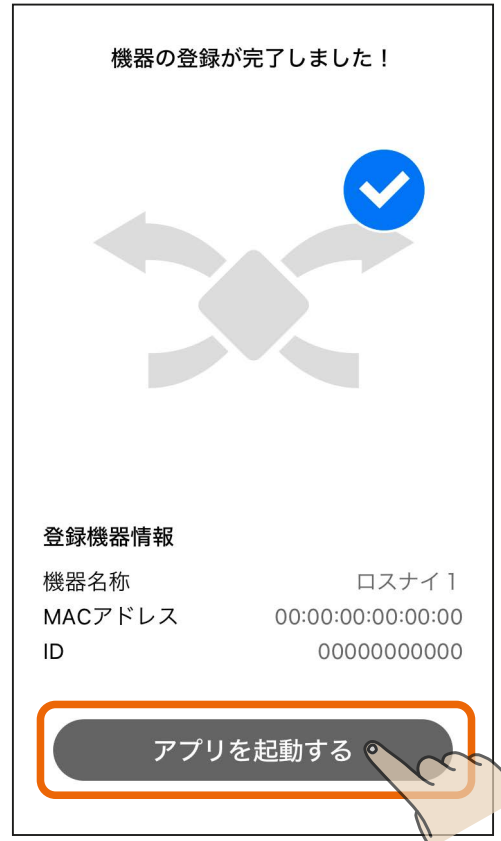 機器の登録が完了しました！
登録機器情報
機器名称 ロスナイ1
MACアドレス 00:00:00:00:00:00
ID 00000000000
アプリを起動する